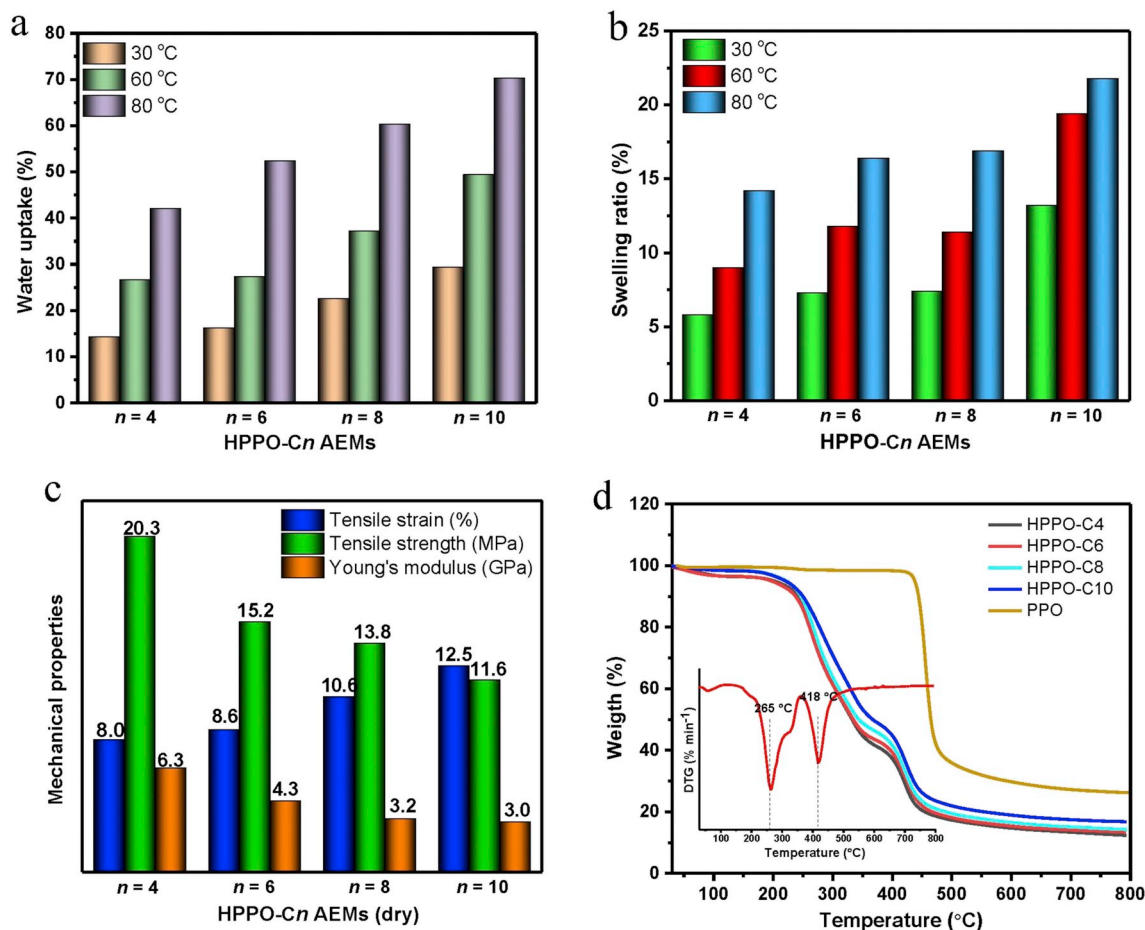 a
80
70
60
50
40
30
20
10
0
Water uptake (%)
30 °C
60 °C
80 °C
n = 4
n = 6
n = 8
n = 10
HPPO-Cn AEMs
b
25
20
15
10
5
0
Swelling ratio (%)
30 °C
60 °C
80 °C
n = 4
n = 6
n = 8
n = 10
HPPO-Cn AEMs
c
Mechanical properties
Tensile strain (%)
Tensile strength (MPa)
Young's modulus (GPa)
8.0
20.3
6.3
8.6
15.2
4.3
10.6
13.8
3.2
12.5
11.6
3.0
n = 4
n = 6
n = 8
n = 10
HPPO-Cn AEMs (dry)
d
120
100
80
60
40
20
0
Weigth (%)
HPPO-C4
HPPO-C6
HPPO-C8
HPPO-C10
PPO
265 °C
418 °C
DTG (% min⁻¹)
100 200 300 400 500 600 700 800
Temperature (°C)
100 200 300 400 500 600 700 800
Temperature (°C)